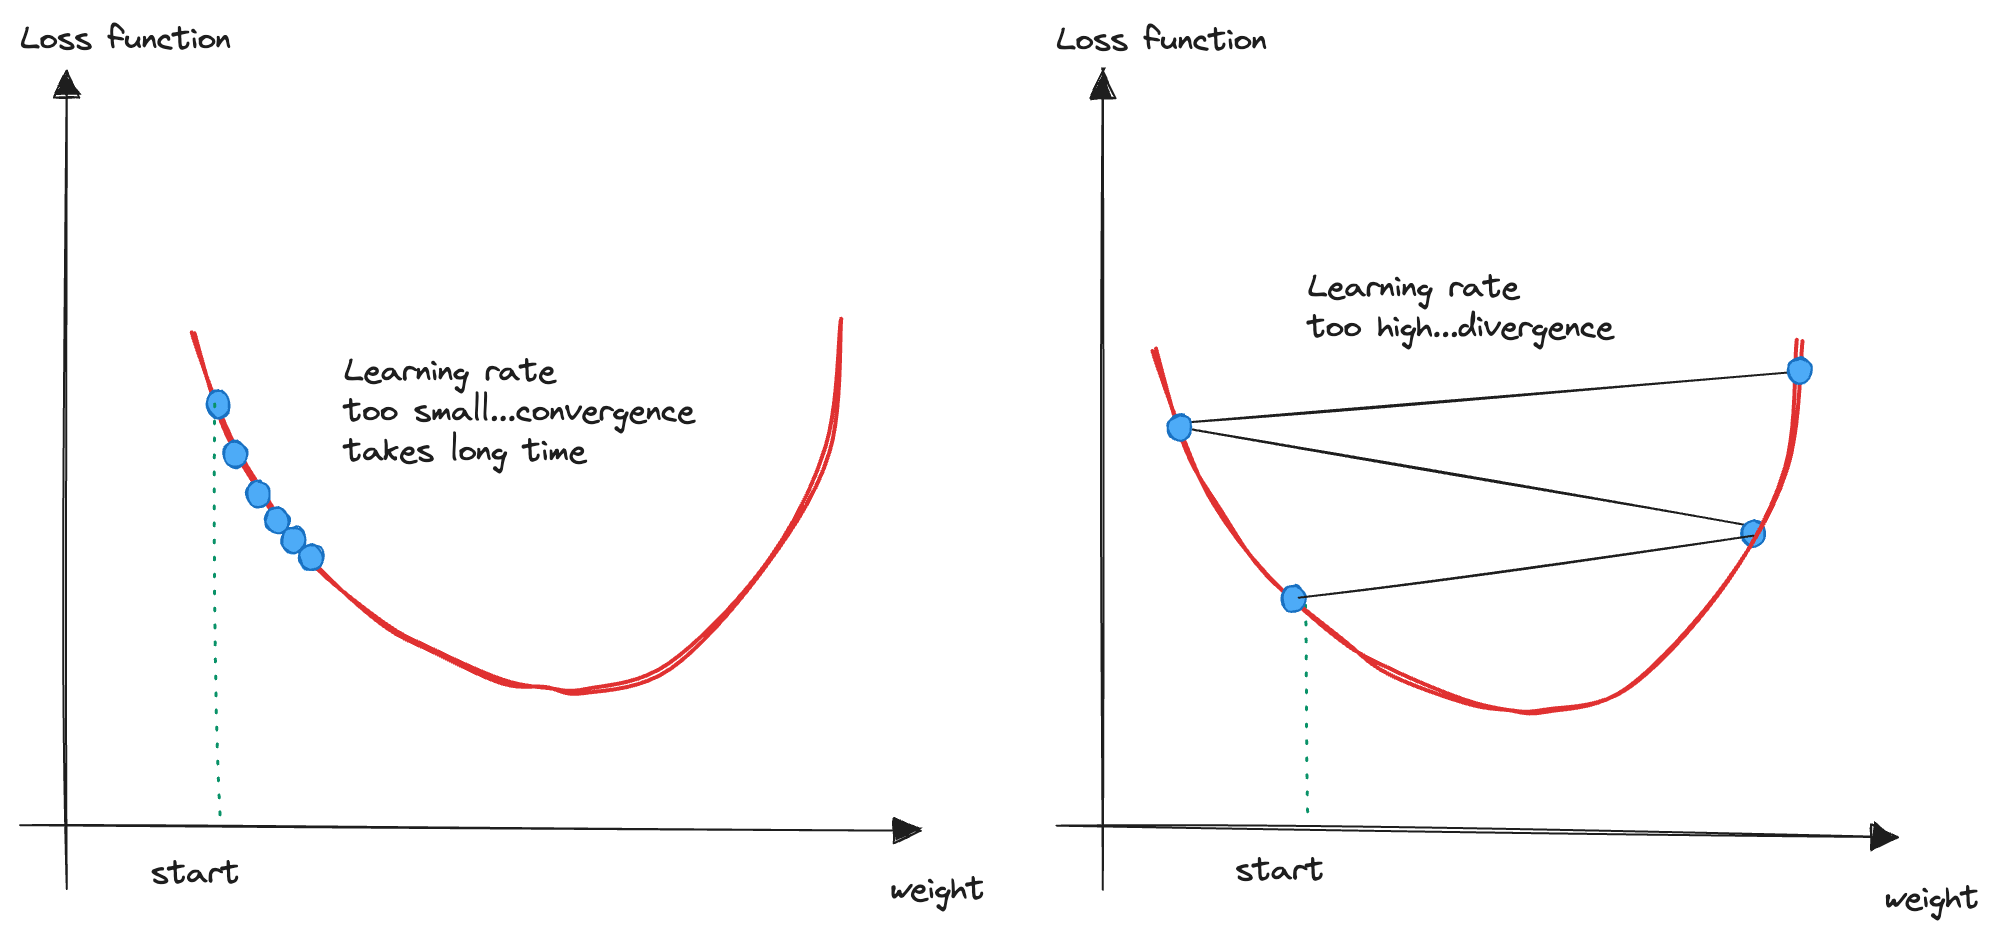 Loss function
Learning rate
too small...convergence
takes long time
start
weight
Loss function
Learning rate
too high...divergence
start
weight